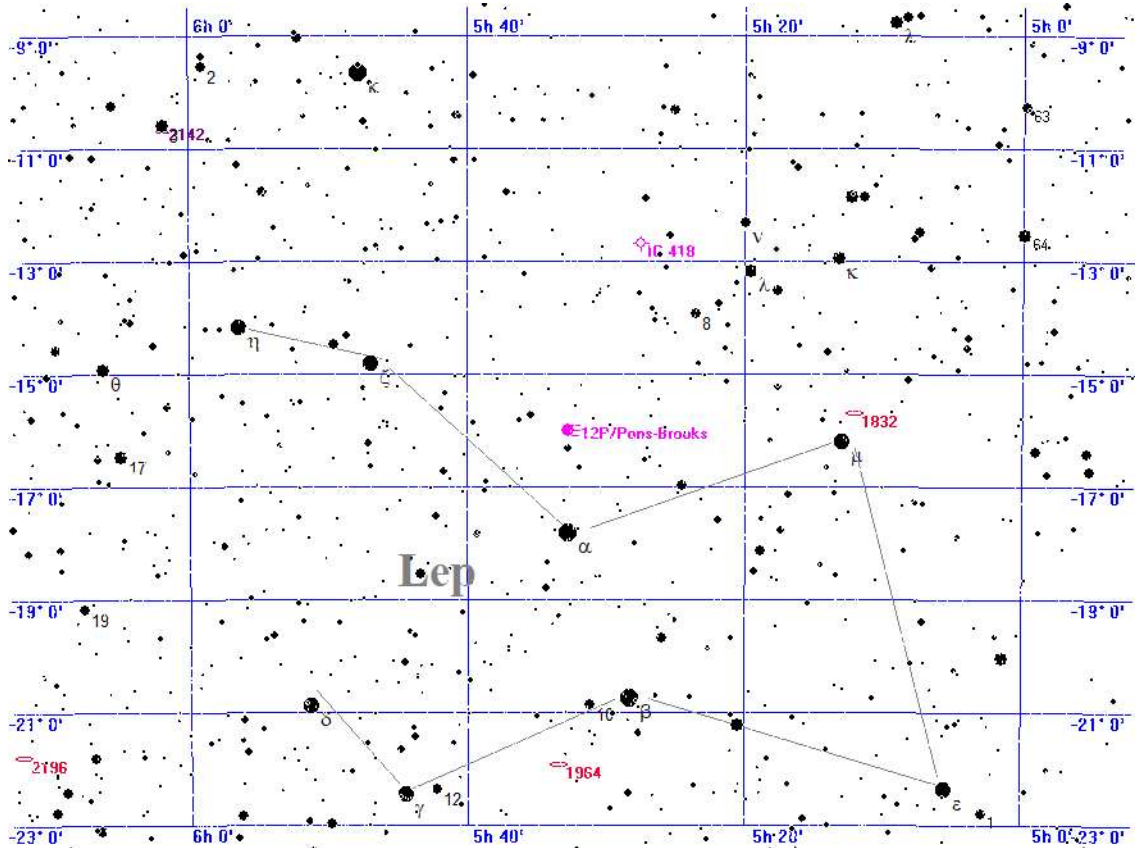 6h 0' 5h 40' 5h 20' 5h 0'
-9° 0' -9° 0'
λ
2 κ
63
2142
-11° 0' -11° 0'
ν
IC 418 64
-13° 0' κ -13° 0'
λ
8
η
ζ
-15° 0' θ -15° 0'
1832
12P/Pons-Brooks
17 μ
-17° 0' -17° 0'
α
Lep
-19° 0' -19° 0'
19
δ 10 β
-21° 0' -21° 0'
2196 1964
γ 12 ε
1
-23° 0' 6h 0' 5h 40' 5h 20' 5h 0' -23° 0'